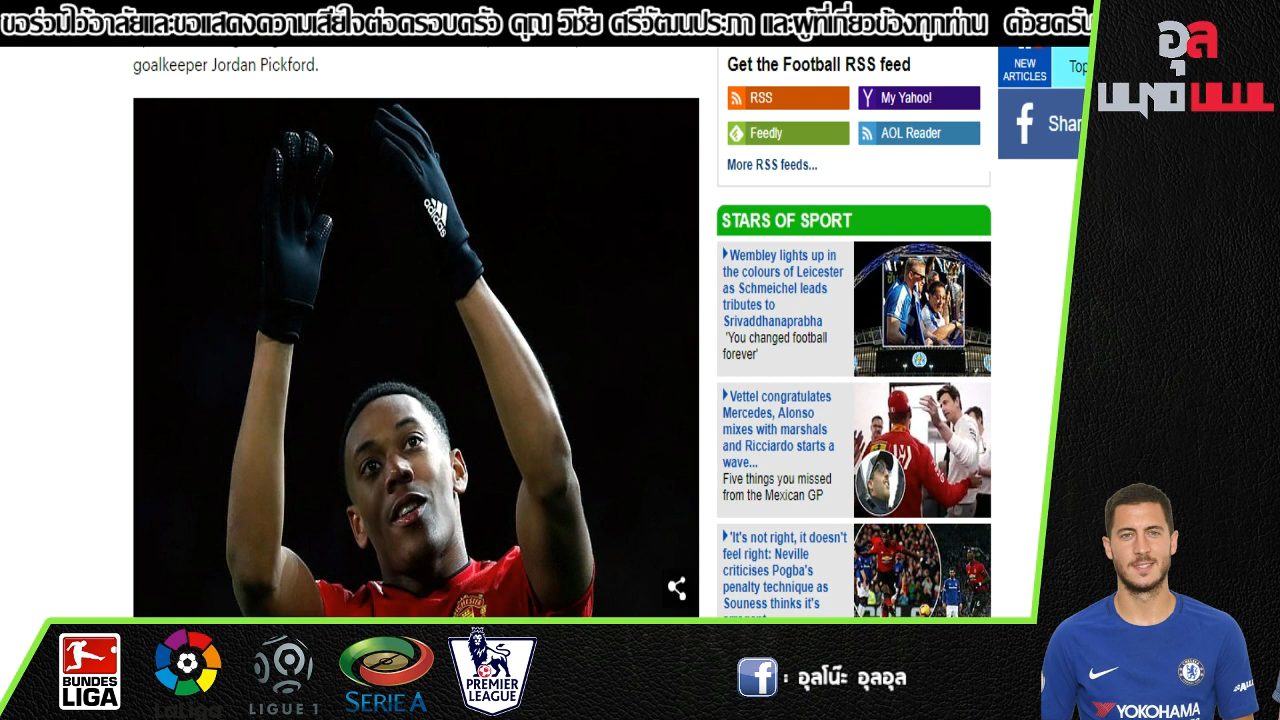 ขอร่วมไว้อาลัยและขอแสดงความเสียใจต่อครอบครัว คุณ วิชัย ศรีวัฒนประภา และผู้ที่เกี่ยวข้องทุกท่าน ด้วยครับ
goalkeeper Jordan Pickford.
adidas
Get the Football RSS feed
RSS
My Yahoo!
Feedly
AOL Reader
More RSS feeds...
STARS OF SPORT
Wembley lights up in
the colours of Leicester
as Schmeichel leads
tributes to
Srivaddhanaprabha
'You changed football
forever'
Vettel congratulates
Mercedes, Alonso
mixes with marshals
and Ricciardo starts a
wave...
Five things you missed
from the Mexican GP
'It's not right, it doesn't
feel right: Neville
criticises Pogba's
penalty technique as
Souness thinks it's
NEW
ARTICLES
Top
Shar
อุล
BUNDES
LIGA
LaLiga
LIGUE 1
SERIE A
PREMIER
LEAGUE
: อุลโน๊ะ อุลอุล
YOKOHAMA